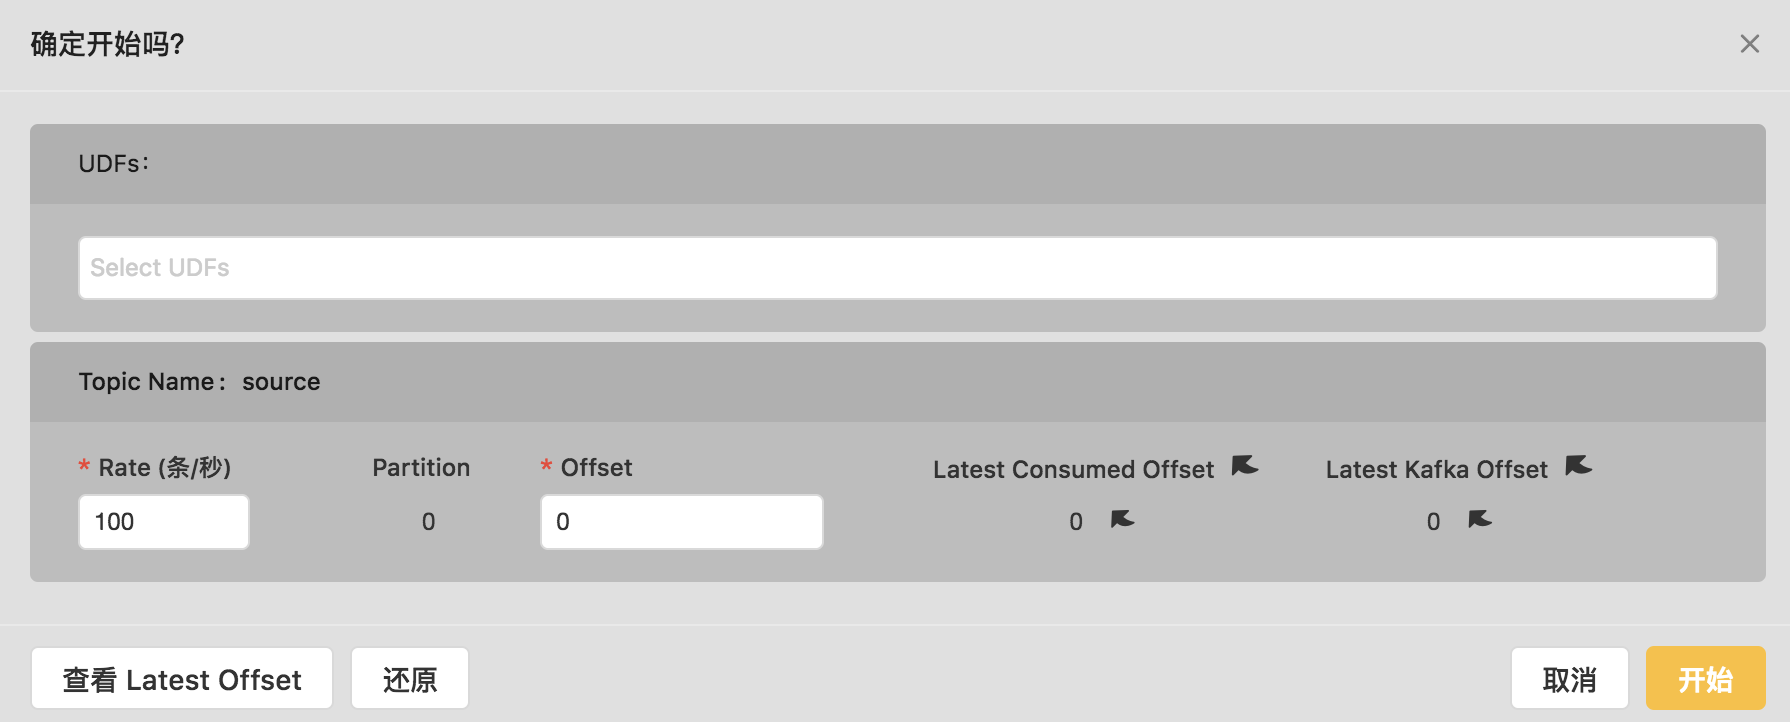 确定开始吗?
UDFs:
Select UDFs
Topic Name: source
* Rate (条/秒) Partition * Offset Latest Consumed Offset Latest Kafka Offset
100 0 0 0 0
查看 Latest Offset 还原 取消 开始